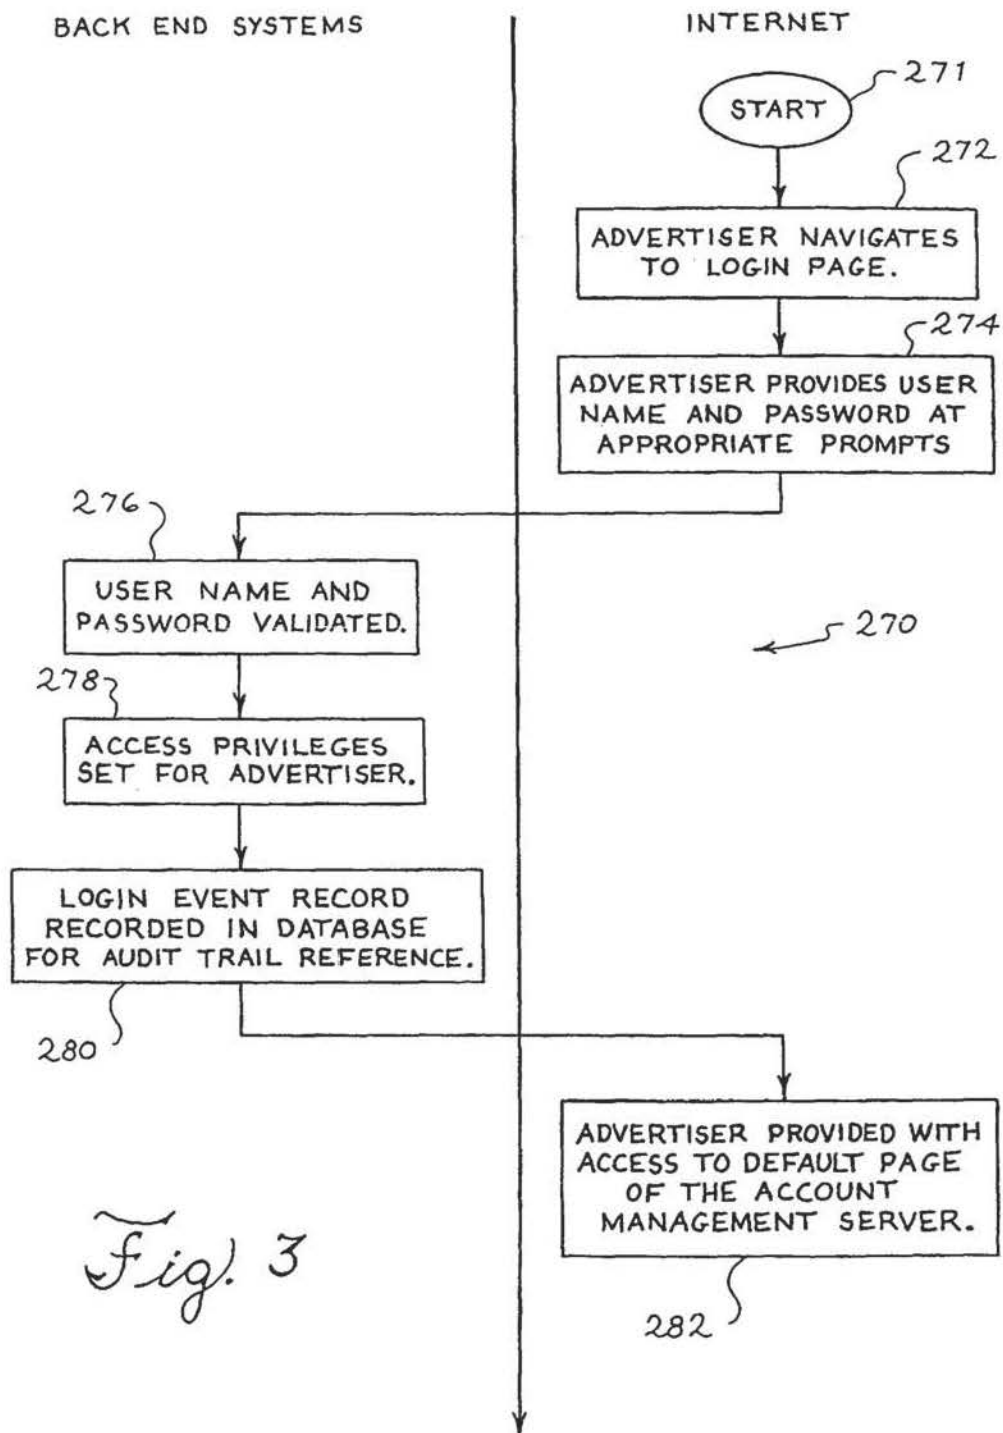 BACK END SYSTEMS
INTERNET
START
271
272
ADVERTISER NAVIGATES
TO LOGIN PAGE.
274
ADVERTISER PROVIDES USER
NAME AND PASSWORD AT
APPROPRIATE PROMPTS
276
USER NAME AND
PASSWORD VALIDATED.
270
278
ACCESS PRIVILEGES
SET FOR ADVERTISER.
LOGIN EVENT RECORD
RECORDED IN DATABASE
FOR AUDIT TRAIL REFERENCE.
280
ADVERTISER PROVIDED WITH
ACCESS TO DEFAULT PAGE
OF THE ACCOUNT
MANAGEMENT SERVER.
282
Fig. 3